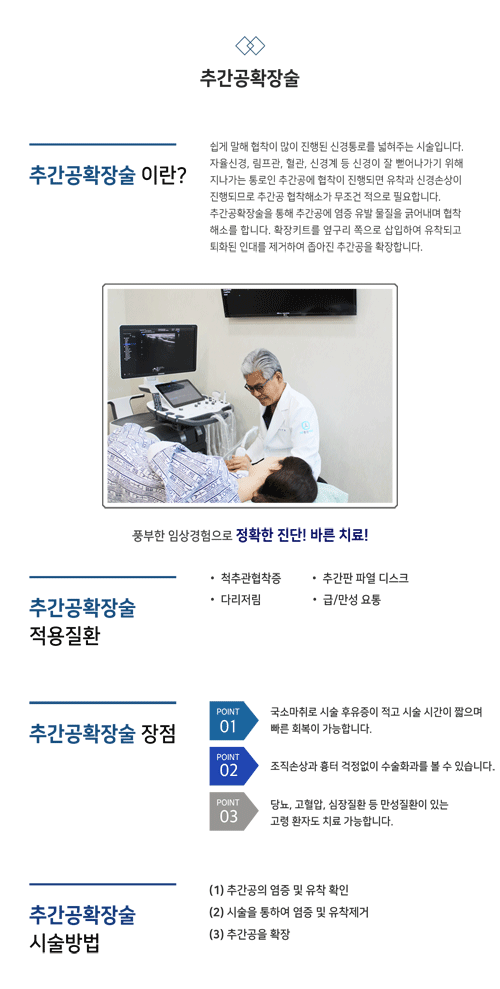 추간공확장술
추간공확장술 이란?
쉽게 말해 협착이 많이 진행된 신경통로를 넓혀주는 시술입니다.
자율신경, 림프관, 혈관, 신경계 등 신경이 잘 뻗어나가기 위해
지나가는 통로인 추간공에 협착이 진행되면 유착과 신경손상이
진행되므로 추간공 협착해소가 무조건 적으로 필요합니다.
추간공확장술을 통해 추간공에 염증 유발 물질을 긁어내며 협착
해소를 합니다. 확장키트를 옆구리 쪽으로 삽입하여 유착되고
퇴화된 인대를 제거하여 좁아진 추간공을 확장합니다.
풍부한 임상경험으로 정확한 진단! 바른 치료!
추간공확장술
적용질환
• 척추관협착증
• 추간판 파열 디스크
• 다리저림
• 급/만성 요통
추간공확장술 장점
POINT
01
국소마취로 시술 후유증이 적고 시술 시간이 짧으며
빠른 회복이 가능합니다.
POINT
02
조직손상과 흉터 걱정없이 수술화과를 볼 수 있습니다.
POINT
03
당뇨, 고혈압, 심장질환 등 만성질환이 있는
고령 환자도 치료 가능합니다.
추간공확장술
시술방법
(1) 추간공의 염증 및 유착 확인
(2) 시술을 통하여 염증 및 유착제거
(3) 추간공을 확장